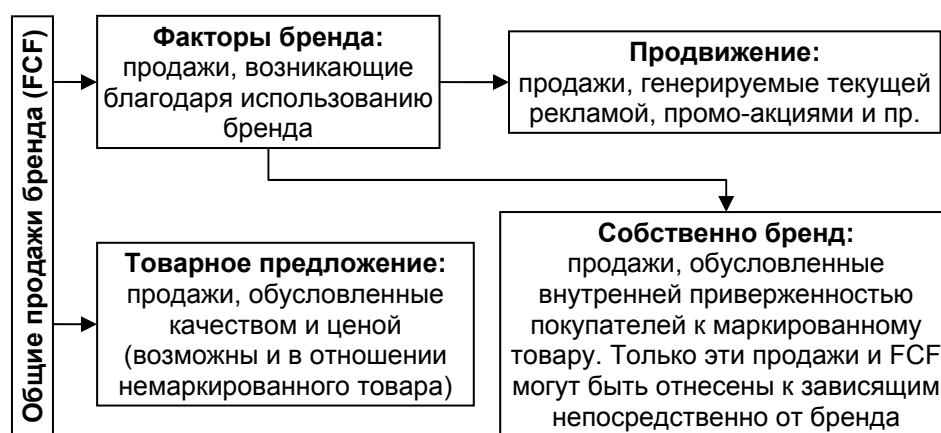 Общие продажи бренда (FCF)
Факторы бренда:
продажи, возникающие
благодаря использованию
бренда
Продвижение:
продажи, генерируемые текущей
рекламой, промо-акциями и пр.
Товарное предложение:
продажи, обусловленные
качеством и ценой
(возможны и в отношении
немаркированного товара)
Собственно бренд:
продажи, обусловленные
внутренней приверженностью
покупателей к маркированному
товару. Только эти продажи и FCF
могут быть отнесены к зависящим
непосредственно от бренда